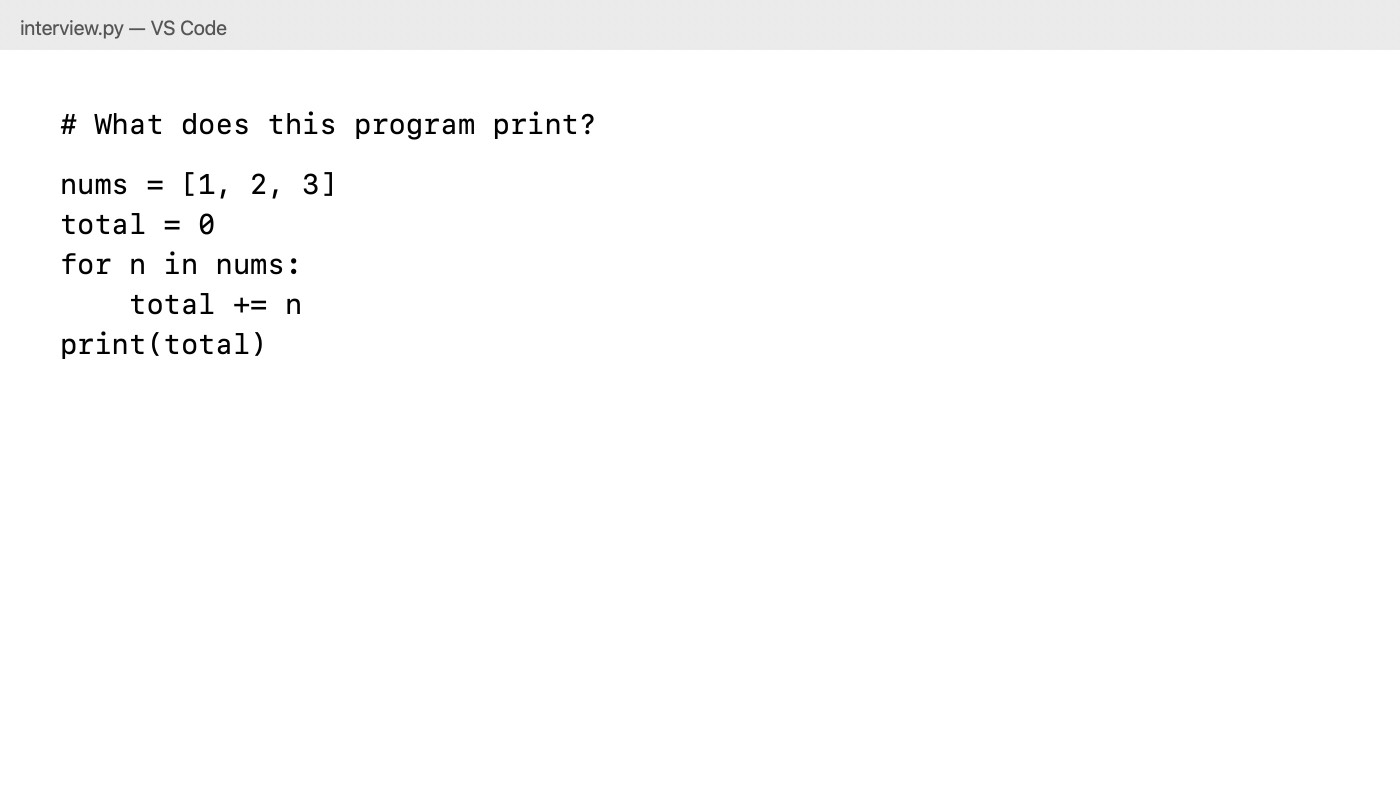 interview.py — VS Code
# What does this program print?
nums = [1, 2, 3]
total = 0
for n in nums:
    total += n
print(total)